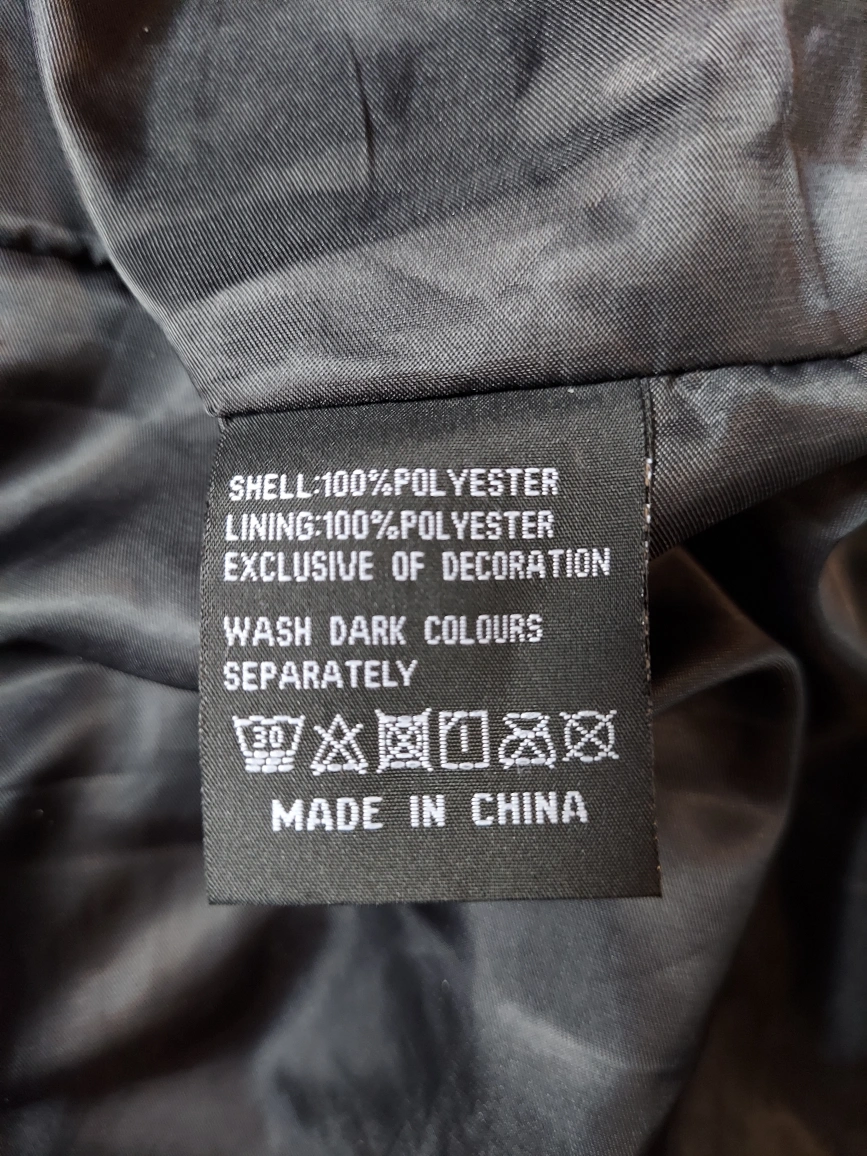 SHELL:100%POLYESTER
LINING:100%POLYESTER
EXCLUSIVE OF DECORATION
WASH DARK COLOURS
SEPARATELY
30
MADE IN CHINA